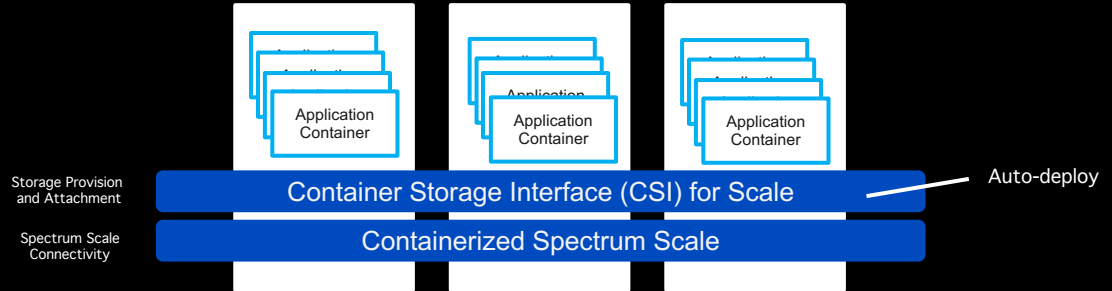 Application
Container
Application
Application
Container
Application
Container
Storage Provision
and Attachment
Container Storage Interface (CSI) for Scale
Auto-deploy
Spectrum Scale
Connectivity
Containerized Spectrum Scale